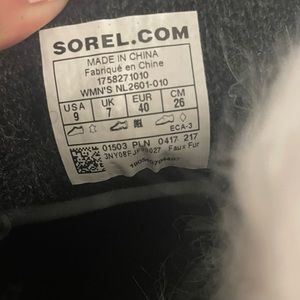 SOREL.COM
MADE IN CHINA
Fabriqué en Chine
1758271010
WMN'S NL2601-010
USA UK EUR CM
9 7 40 26
ECA-3
01503 PLN 0417 217
Faux Fur